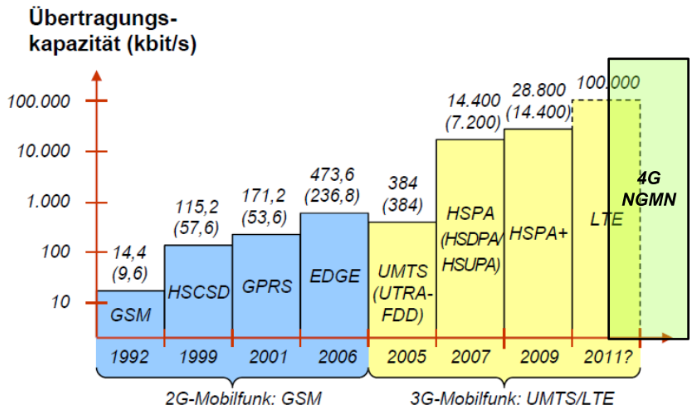 Übertragungs-
kapazität (kbit/s)
100.000
10.000
1.000
100
10
14,4
(9,6)
GSM
115,2
(57,6)
HSCSD
171,2
(53,6)
GPRS
473,6
(236,8)
EDGE
384
(384)
UMTS
(UTRA-
FDD)
14.400
(7.200)
HSPA
(HSDPA/
HSUPA)
28.800
(14.400)
HSPA+
100.000
LTE
4G
NGMN
1992 1999 2001 2006 2005 2007 2009 2011?
2G-Mobilfunk: GSM 3G-Mobilfunk: UMTS/LTE